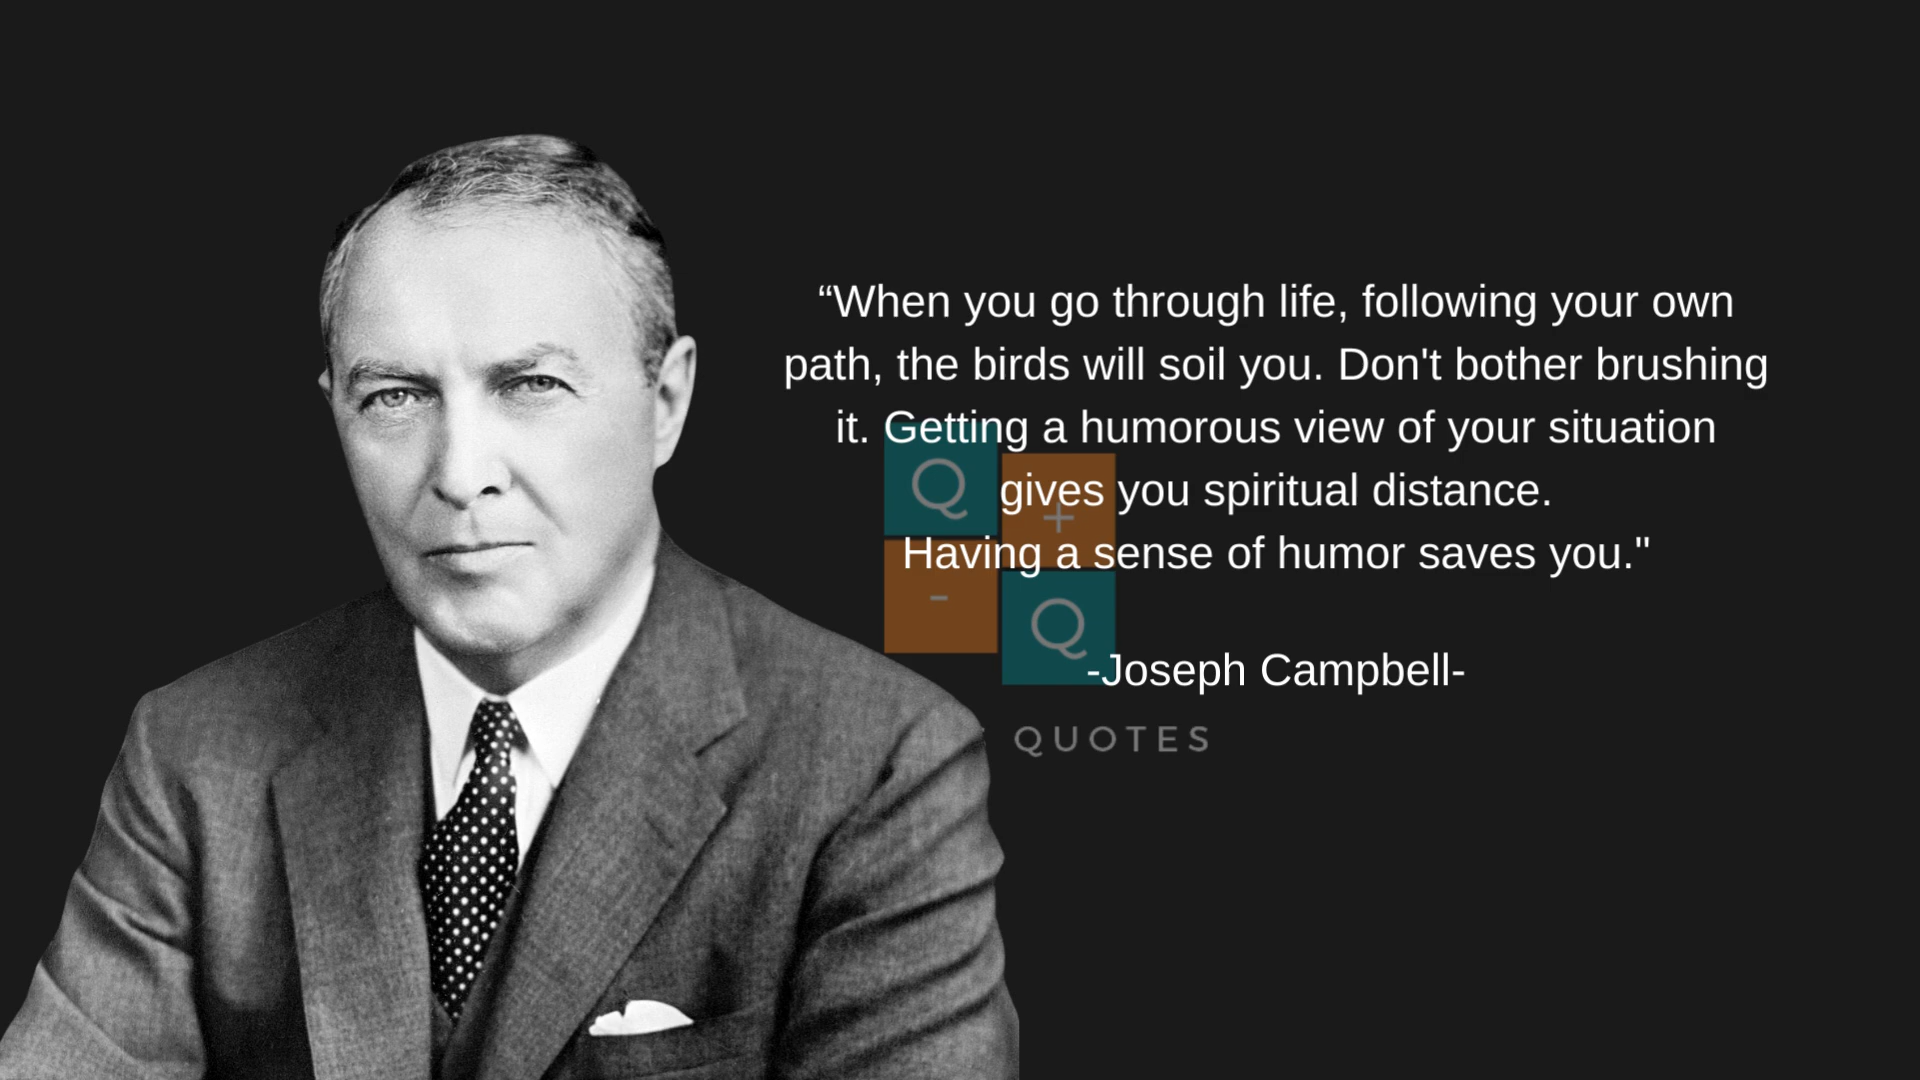 “When you go through life, following your own
path, the birds will soil you. Don't bother brushing
it. Getting a humorous view of your situation
gives you spiritual distance.
Having a sense of humor saves you."
Q
+
-
Q
-Joseph Campbell-
QUOTES